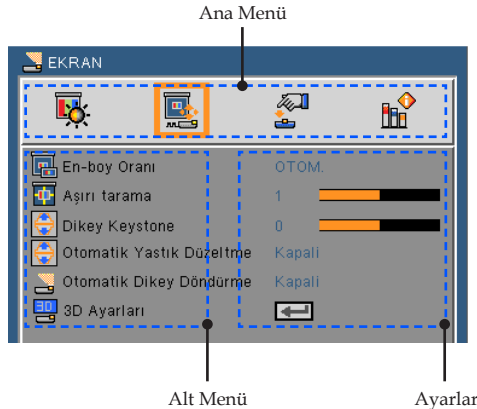 Ana Menü
EKRAN
En-boy Oranı OTOM.
Aşırı tarama 1
Dikey Keystone 0
Otomatik Yastık Düzeltme Kapali
Otomatik Dikey Döndürme Kapali
3D 3D Ayarları
Alt Menü Ayarlar